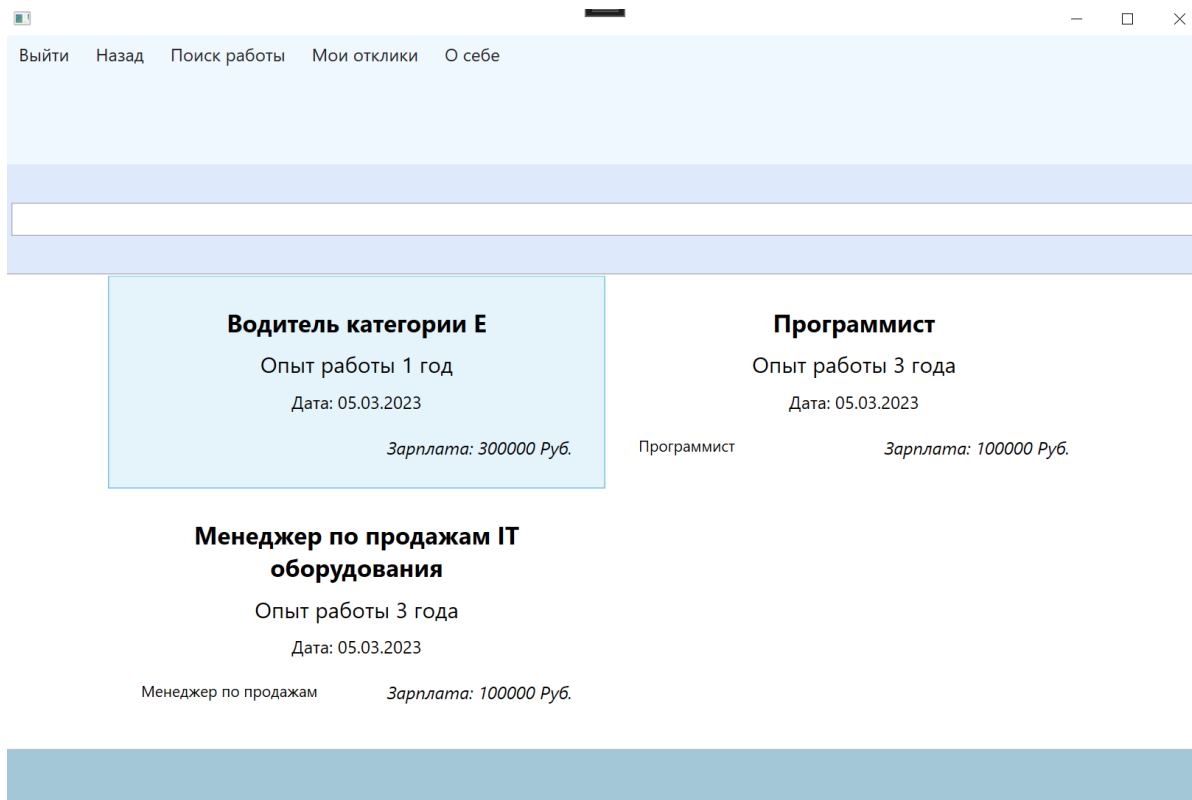 Выйти Назад Поиск работы Мои отклики О себе
Водитель категории Е
Опыт работы 1 год
Дата: 05.03.2023
Зарплата: 300000 Руб.
Программист
Опыт работы 3 года
Дата: 05.03.2023
Программист Зарплата: 100000 Руб.
Менеджер по продажам IT
оборудования
Опыт работы 3 года
Дата: 05.03.2023
Менеджер по продажам Зарплата: 100000 Руб.